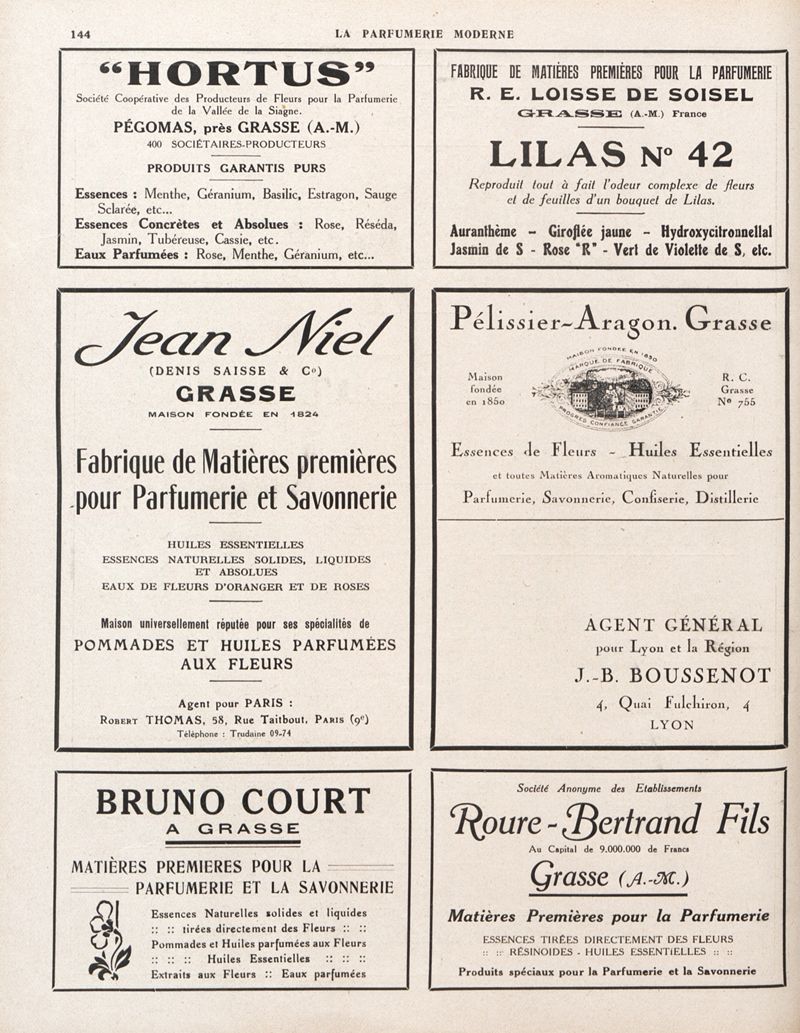 144
LA PARFUMERIE MODERNE
“HORTUS”
Société Coopérative des Producteurs de Fleurs pour la Parfumerie
de la Vallée de la Siagne.
PÉGOMAS, près GRASSE (A.-M.)
400 SOCIÉTAIRES-PRODUCTEURS
PRODUITS GARANTIS PURS
Essences : Menthe, Géranium, Basilic, Estragon, Sauge
Sclarée, etc...
Essences Concrètes et Absolues : Rose, Réséda,
Jasmin, Tubéreuse, Cassie, etc.
Eaux Parfumées : Rose, Menthe, Géranium, etc...
FABRIQUE DE MATIÈRES PREMIÈRES POUR LA PARFUMERIE
R. E. LOISSE DE SOISEL
GRASSE (A.-M.) France
LILAS No 42
Reproduit tout à fait l'odeur complexe de fleurs
et de feuilles d'un bouquet de Lilas.
Auranthème - Giroflée jaune - Hydroxycitronnellal
Jasmin de S - Rose "R" - Vert de Violette de S, etc.
Jean Niel
(DENIS SAISSE & Co)
GRASSE
MAISON FONDÉE EN 1824
Fabrique de Matières premières
pour Parfumerie et Savonnerie
HUILES ESSENTIELLES
ESSENCES NATURELLES SOLIDES, LIQUIDES
ET ABSOLUES
EAUX DE FLEURS D'ORANGER ET DE ROSES
Maison universellement réputée pour ses spécialités de
POMMADES ET HUILES PARFUMÉES
AUX FLEURS
Agent pour PARIS :
ROBERT THOMAS, 58, Rue Taitbout, PARIS (9e)
Téléphone : Trudaine 09-74
Pélissier-Aragon. Grasse
MAISON FONDÉE EN 1850
MARQUE DE FABRIQUE
PROGRÈS CONFIANCE GARANTIE
Maison
fondée
en 1850
R. C.
Grasse
No 755
Essences de Fleurs - Huiles Essentielles
et toutes Matières Aromatiques Naturelles pour
Parfumerie, Savonnerie, Confiserie, Distillerie
AGENT GÉNÉRAL
pour Lyon et la Région
J.-B. BOUSSENOT
4, Quai Fulchiron, 4
LYON
BRUNO COURT
A GRASSE
MATIÈRES PREMIERES POUR LA
PARFUMERIE ET LA SAVONNERIE
Essences Naturelles solides et liquides
:: :: tirées directement des Fleurs :: ::
Pommades et Huiles parfumées aux Fleurs
:: :: :: Huiles Essentielles :: :: ::
Extraits aux Fleurs :: Eaux parfumées
Société Anonyme des Etablissements
Roure-Bertrand Fils
Au Capital de 9.000.000 de Francs
Grasse (A.-M.)
Matières Premières pour la Parfumerie
ESSENCES TIRÉES DIRECTEMENT DES FLEURS
:: :: RÉSINOIDES - HUILES ESSENTIELLES :: ::
Produits spéciaux pour la Parfumerie et la Savonnerie